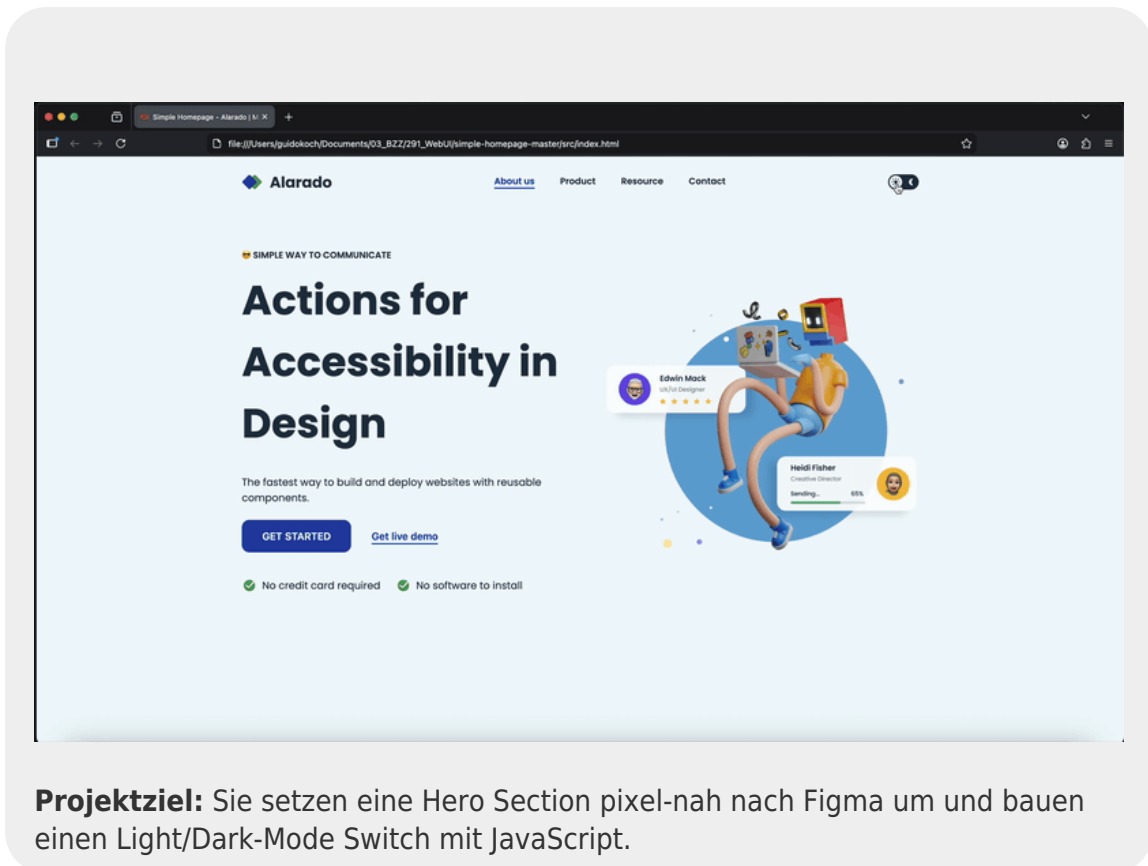 Simple Homepage - Alarado | M
file:///Users/guidokoch/Documents/03_BZZ/291_WebUI/simple-homepage-master/src/index.html
Alarado
About us Product Resource Contact
SIMPLE WAY TO COMMUNICATE
Actions for
Accessibility in
Design
Edwin Mack
UX/UI Designer
Heidi Fisher
Creative Director
Sending... 65%
The fastest way to build and deploy websites with reusable
components.
GET STARTED Get live demo
No credit card required No software to install
Projektziel: Sie setzen eine Hero Section pixel-nah nach Figma um und bauen
einen Light/Dark-Mode Switch mit JavaScript.